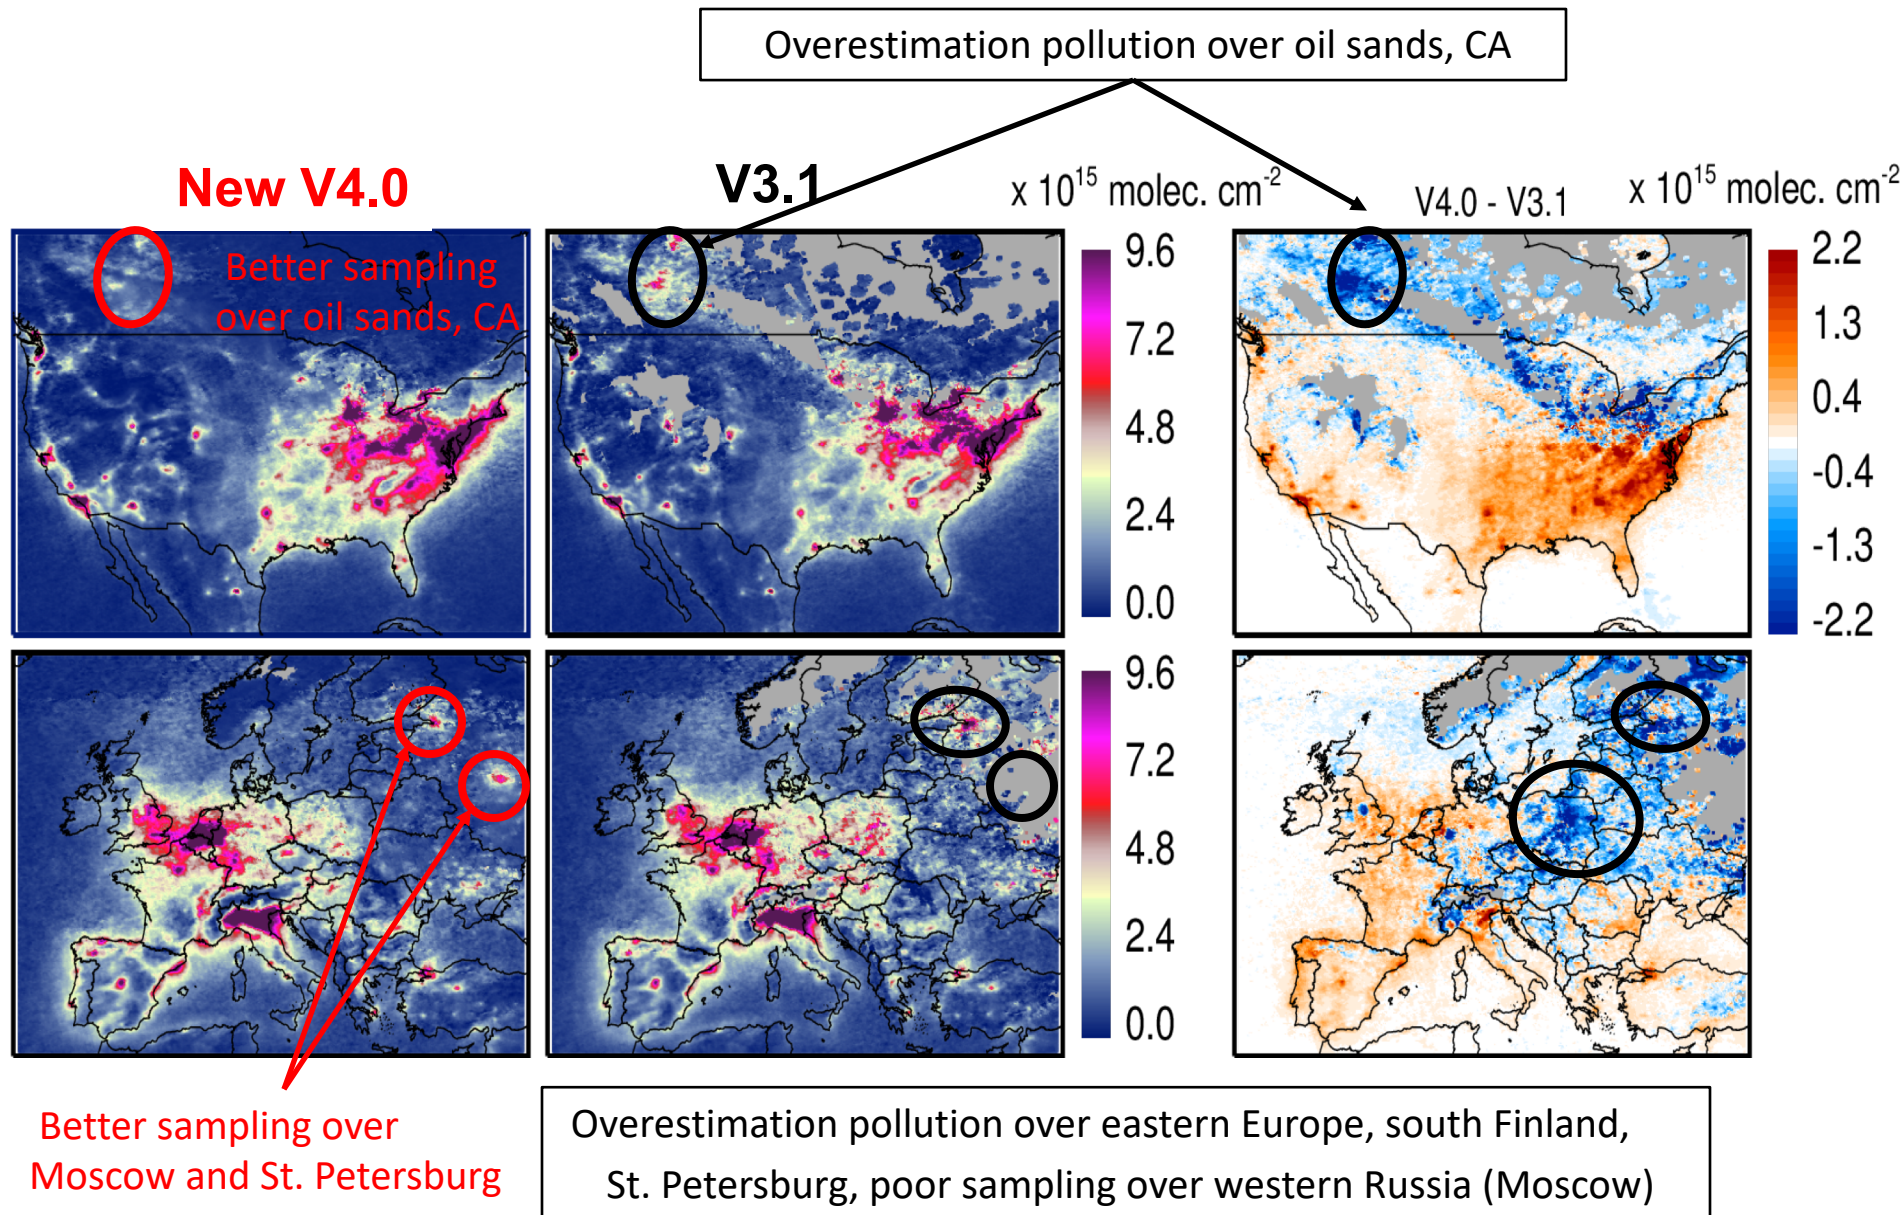 Overestimation pollution over oil sands, CA
New V4.0
V3.1
x 10¹⁵ molec. cm⁻²
V4.0 - V3.1
x 10¹⁵ molec. cm⁻²
Better sampling
over oil sands, CA
9.6
7.2
4.8
2.4
0.0
2.2
1.3
0.4
-0.4
-1.3
-2.2
9.6
7.2
4.8
2.4
0.0
Better sampling over
Moscow and St. Petersburg
Overestimation pollution over eastern Europe, south Finland,
St. Petersburg, poor sampling over western Russia (Moscow)